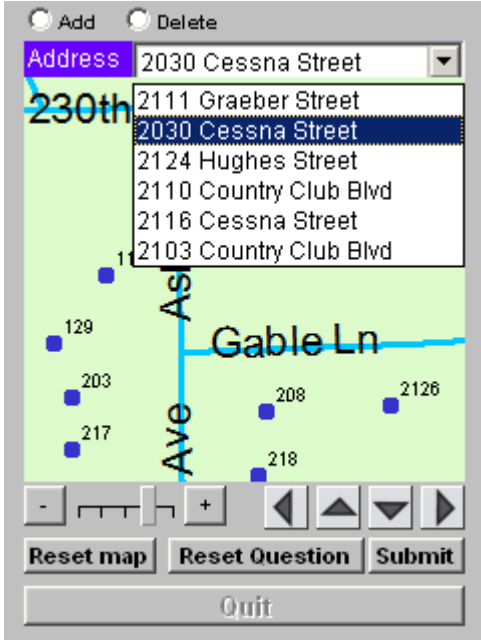 Add Delete
Address 2030 Cessna Street
230th
2111 Graeber Street
2030 Cessna Street
2124 Hughes Street
2110 Country Club Blvd
2116 Cessna Street
2103 Country Club Blvd
129
Gable Ln
203
208
2126
217
Ave
218
- +
Reset map Reset Question Submit
Quit